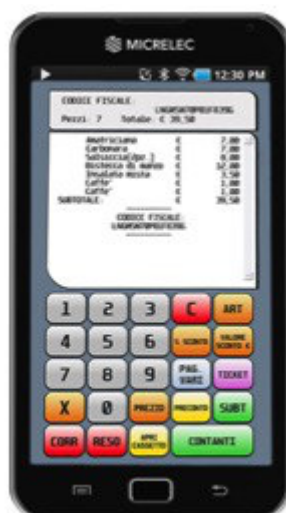 MICRELEC
12:30 PM
CODICE FISCALE:
Pezzi: 7 Totale: € 39,50
Amatriciana € 7,00
Carbonara € 7,00
€ 8,00
Bistecca di manzo € 12,00
Insalata mista € 3,50
Caffe' € 1,00
Caffe' € 1,00
SUBTOTALE: € 39,50
CODICE FISCALE:
1 2 3 C ART
4 5 6 % SCONTO VALORE SCONTO €
7 8 9 PAG. VARI TICKET
X 0 PREZZO PRECONTO SUBT
CORR RESO APRI CASSETTO CONTANTI